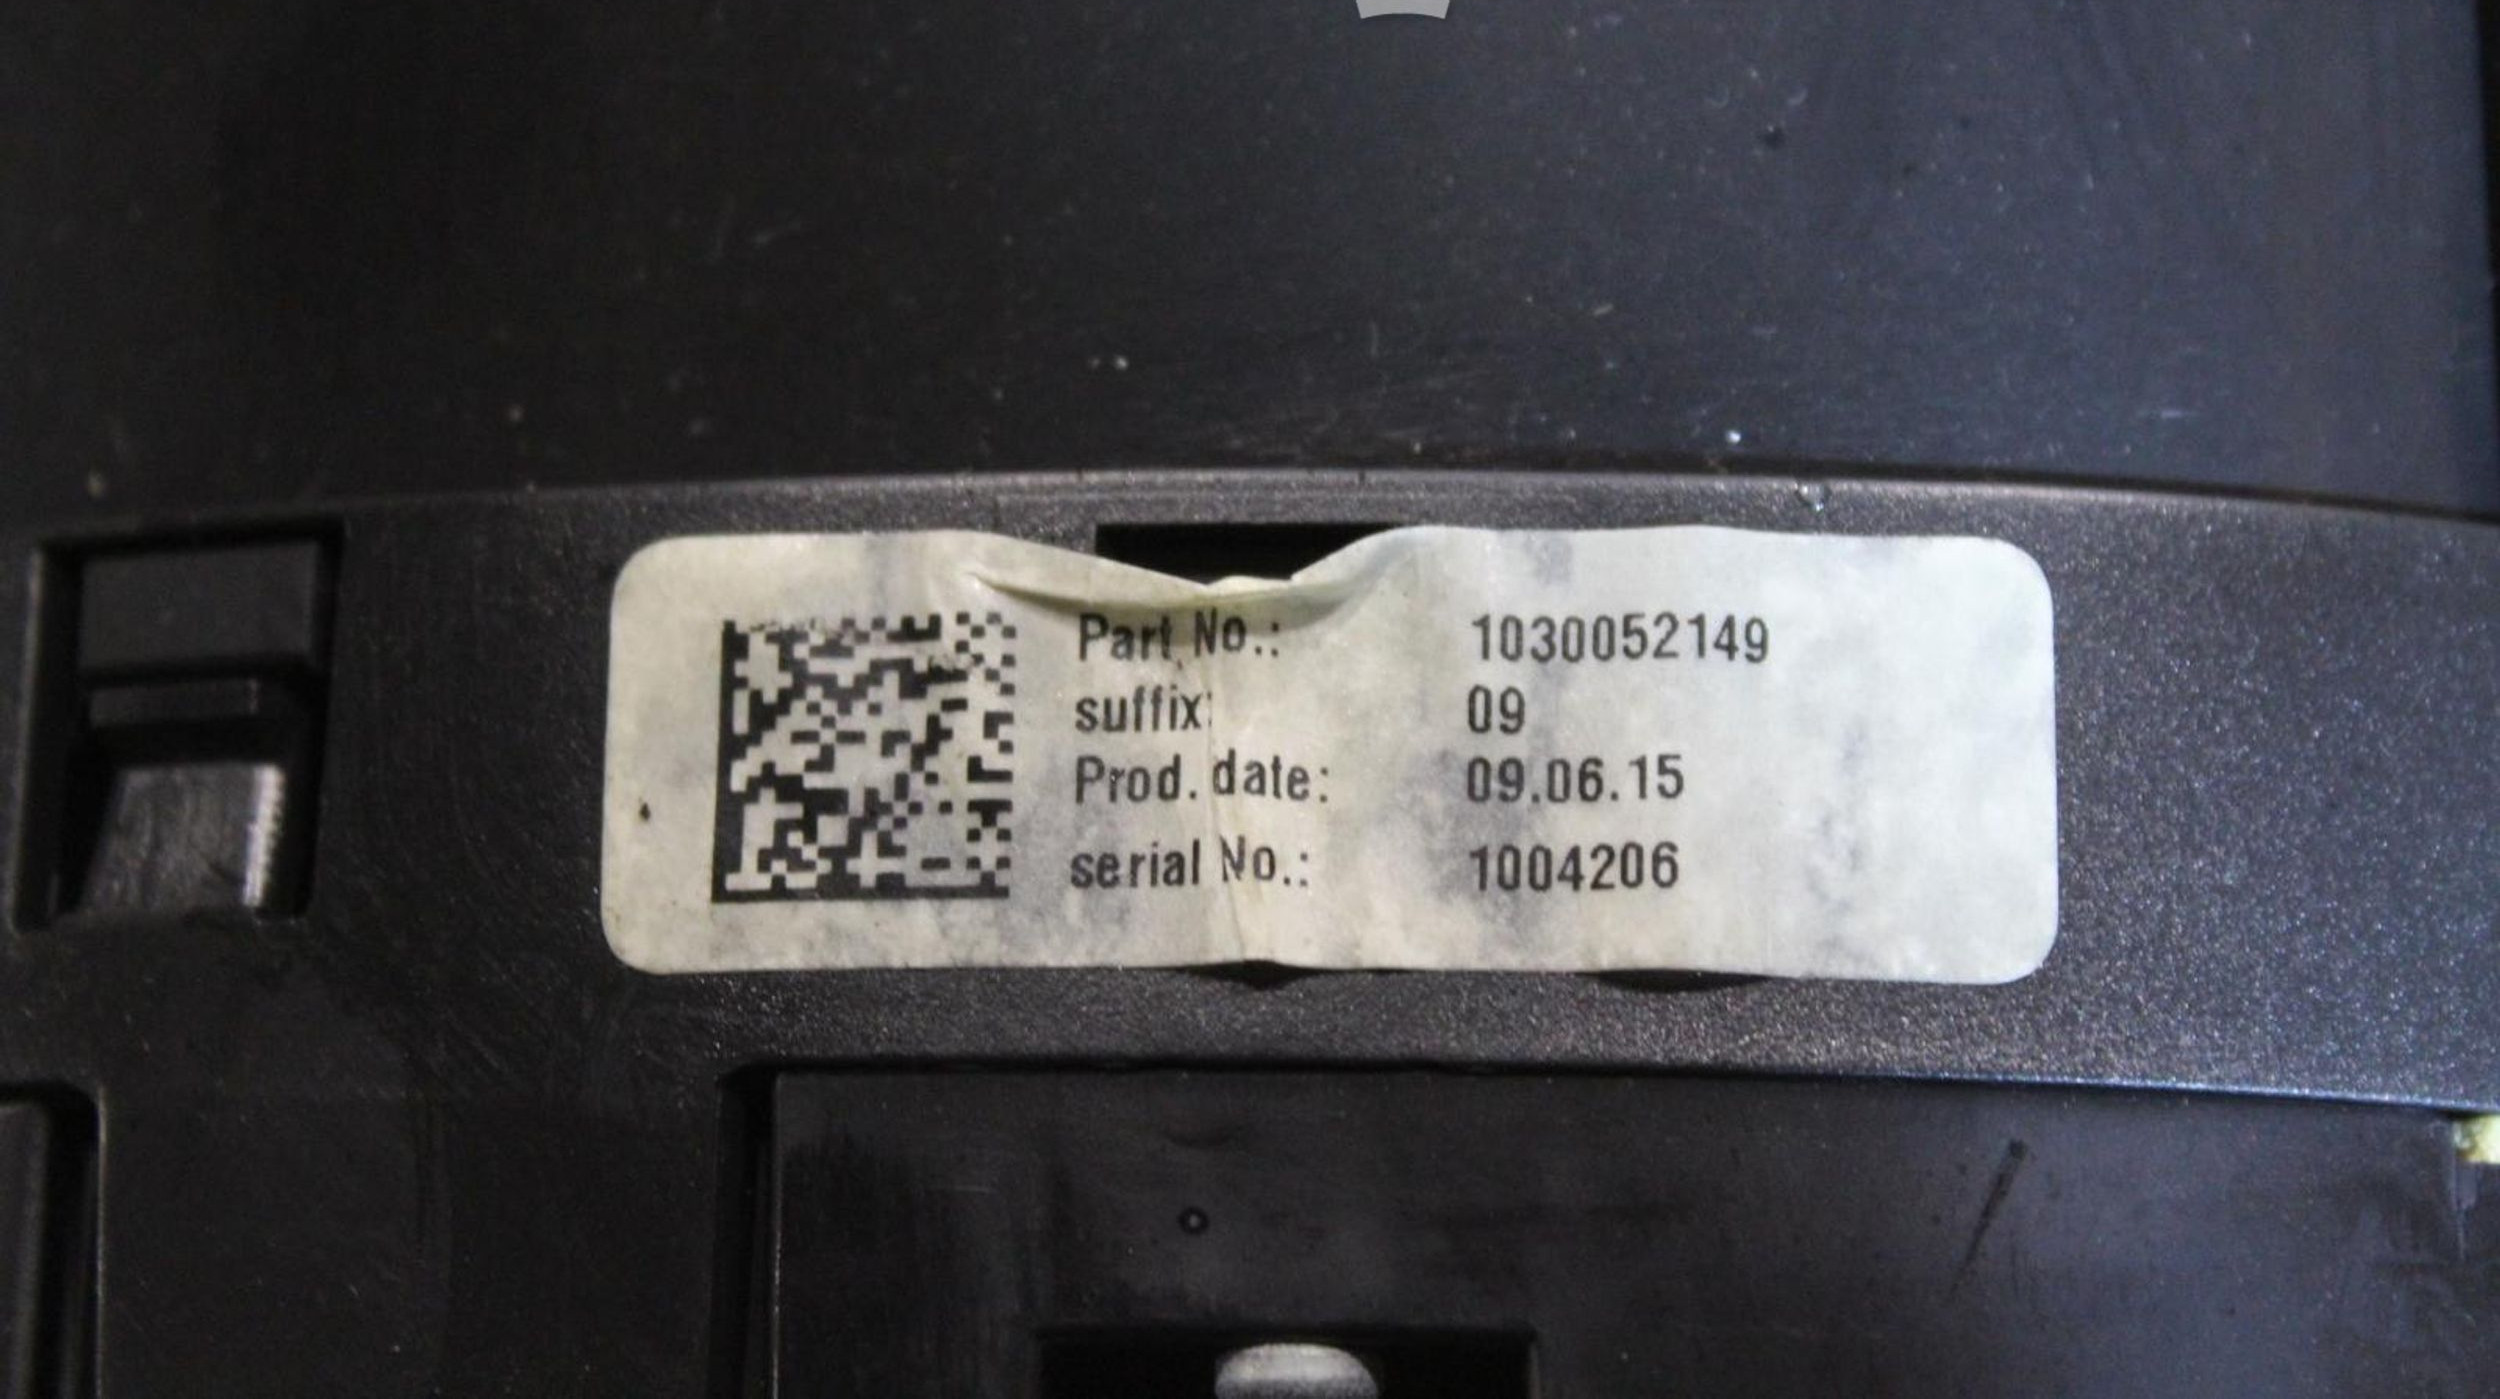 Part No.: 1030052149
suffix: 09
Prod. date: 09.06.15
serial No.: 1004206